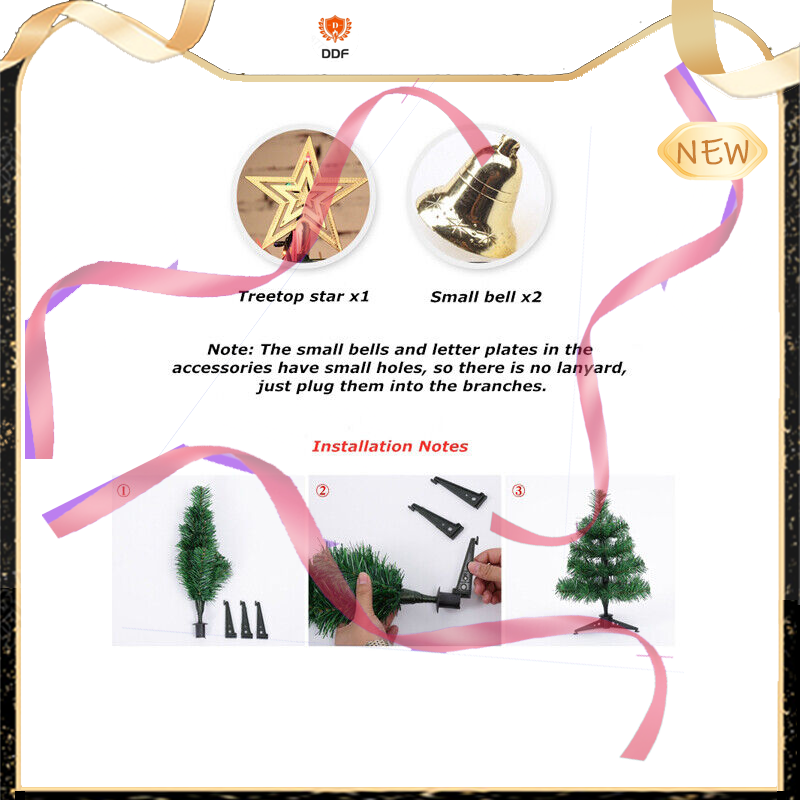 D
DDF
NEW
Treetop star x1
Small bell x2
Note: The small bells and letter plates in the
accessories have small holes, so there is no lanyard,
just plug them into the branches.
Installation Notes
①
②
③